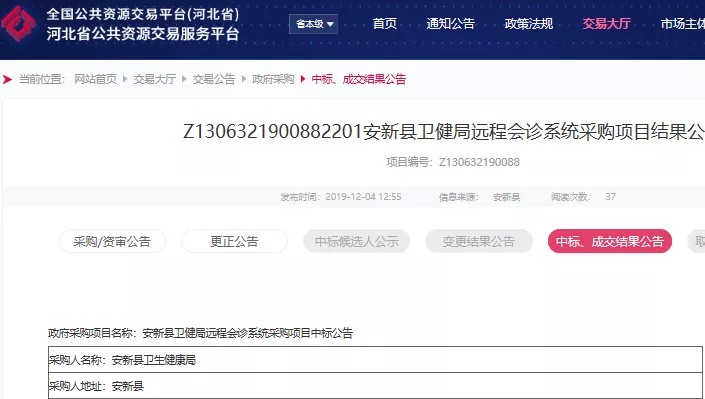 全国公共资源交易平台(河北省)
河北省公共资源交易服务平台
省本级 首页 通知公告 政策法规 交易大厅 市场主体
当前位置： 网站首页 交易大厅 交易公告 政府采购 中标、成交结果公告
Z1306321900882201安新县卫健局远程会诊系统采购项目结果公
项目编号：Z130632190088
发布时间：2019-12-04 12:55 信息来源： 安新县 阅读次数： 37
采购/资审公告 更正公告 中标候选人公示 变更结果公告 中标、成交结果公告
政府采购项目名称：安新县卫健局远程会诊系统采购项目中标公告
采购人名称：安新县卫生健康局
采购人地址：安新县